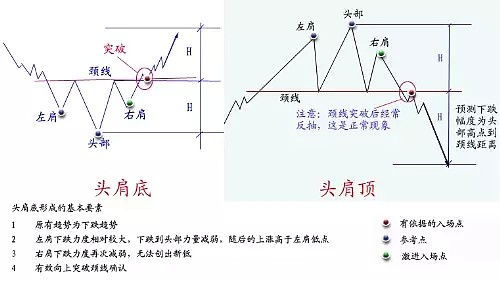 突破
H
颈线
左肩
右肩
H
头部
头肩底
头部
左肩
右肩
H
颈线
注意：颈线突破后经常
反抽，这是正常现象
H
预测下跌
幅度为头
部高点到
颈线距离
头肩顶
头肩底形成的基本要素
1 原有趋势为下跌趋势
2 左肩下跌力度相对较大，下跌到头部力量减弱，随后的上涨高于左肩低点
3 右肩下跌力度再次减弱，无法创出新低
4 有效向上突破颈线确认
有依据的入场点
参考点
激进入场点